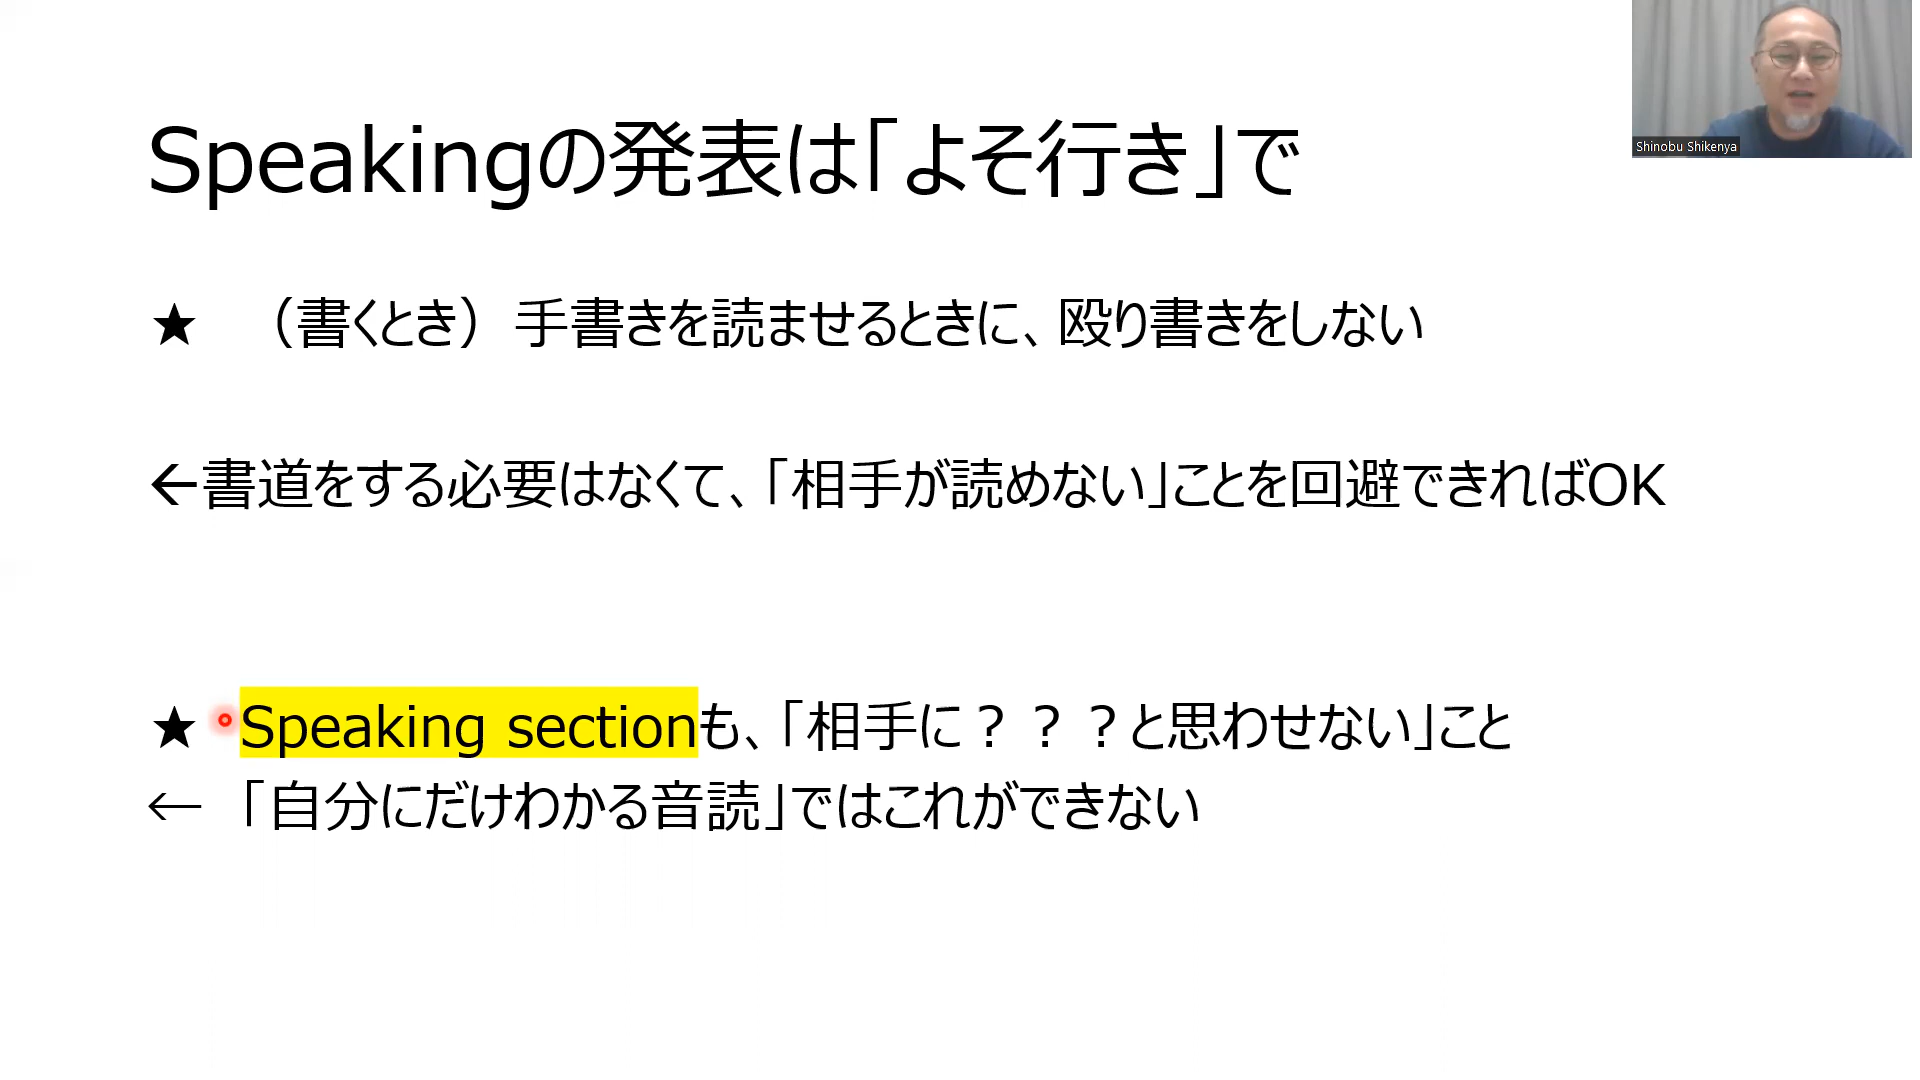 Speakingの発表は「よそ行き」で
Shinobu Shikenya
★　（書くとき）手書きを読ませるときに、殴り書きをしない
←書道をする必要はなくて、「相手が読めない」ことを回避できればOK
★ Speaking sectionも、「相手に？？？と思わせない」こと
← 「自分にだけわかる音読」ではこれができない